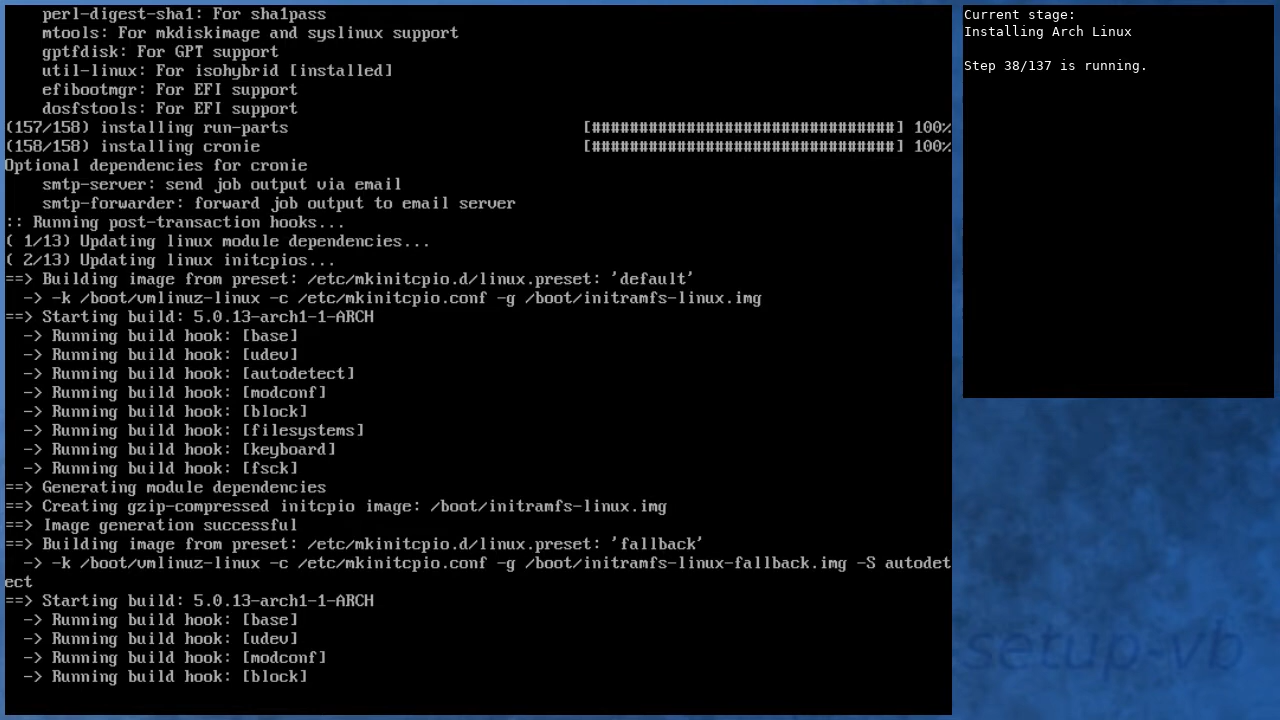 perl-digest-sha1: For sha1pass
    mtools: For mkdiskimage and syslinux support
    gptfdisk: For GPT support
    util-linux: For isohybrid [installed]
    efibootmgr: For EFI support
    dosfstools: For EFI support
(157/158) installing run-parts                               [################################] 100%
(158/158) installing cronie                                  [################################] 100%
Optional dependencies for cronie
    smtp-server: send job output via email
    smtp-forwarder: forward job output to email server
:: Running post-transaction hooks...
( 1/13) Updating linux module dependencies...
( 2/13) Updating linux initcpios...
==> Building image from preset: /etc/mkinitcpio.d/linux.preset: 'default'
  -> -k /boot/vmlinuz-linux -c /etc/mkinitcpio.conf -g /boot/initramfs-linux.img
==> Starting build: 5.0.13-arch1-1-ARCH
  -> Running build hook: [base]
  -> Running build hook: [udev]
  -> Running build hook: [autodetect]
  -> Running build hook: [modconf]
  -> Running build hook: [block]
  -> Running build hook: [filesystems]
  -> Running build hook: [keyboard]
  -> Running build hook: [fsck]
==> Generating module dependencies
==> Creating gzip-compressed initcpio image: /boot/initramfs-linux.img
==> Image generation successful
==> Building image from preset: /etc/mkinitcpio.d/linux.preset: 'fallback'
  -> -k /boot/vmlinuz-linux -c /etc/mkinitcpio.conf -g /boot/initramfs-linux-fallback.img -S autodet
ect
==> Starting build: 5.0.13-arch1-1-ARCH
  -> Running build hook: [base]
  -> Running build hook: [udev]
  -> Running build hook: [modconf]
  -> Running build hook: [block]
Current stage:
Installing Arch Linux
Step 38/137 is running.
setup-vb